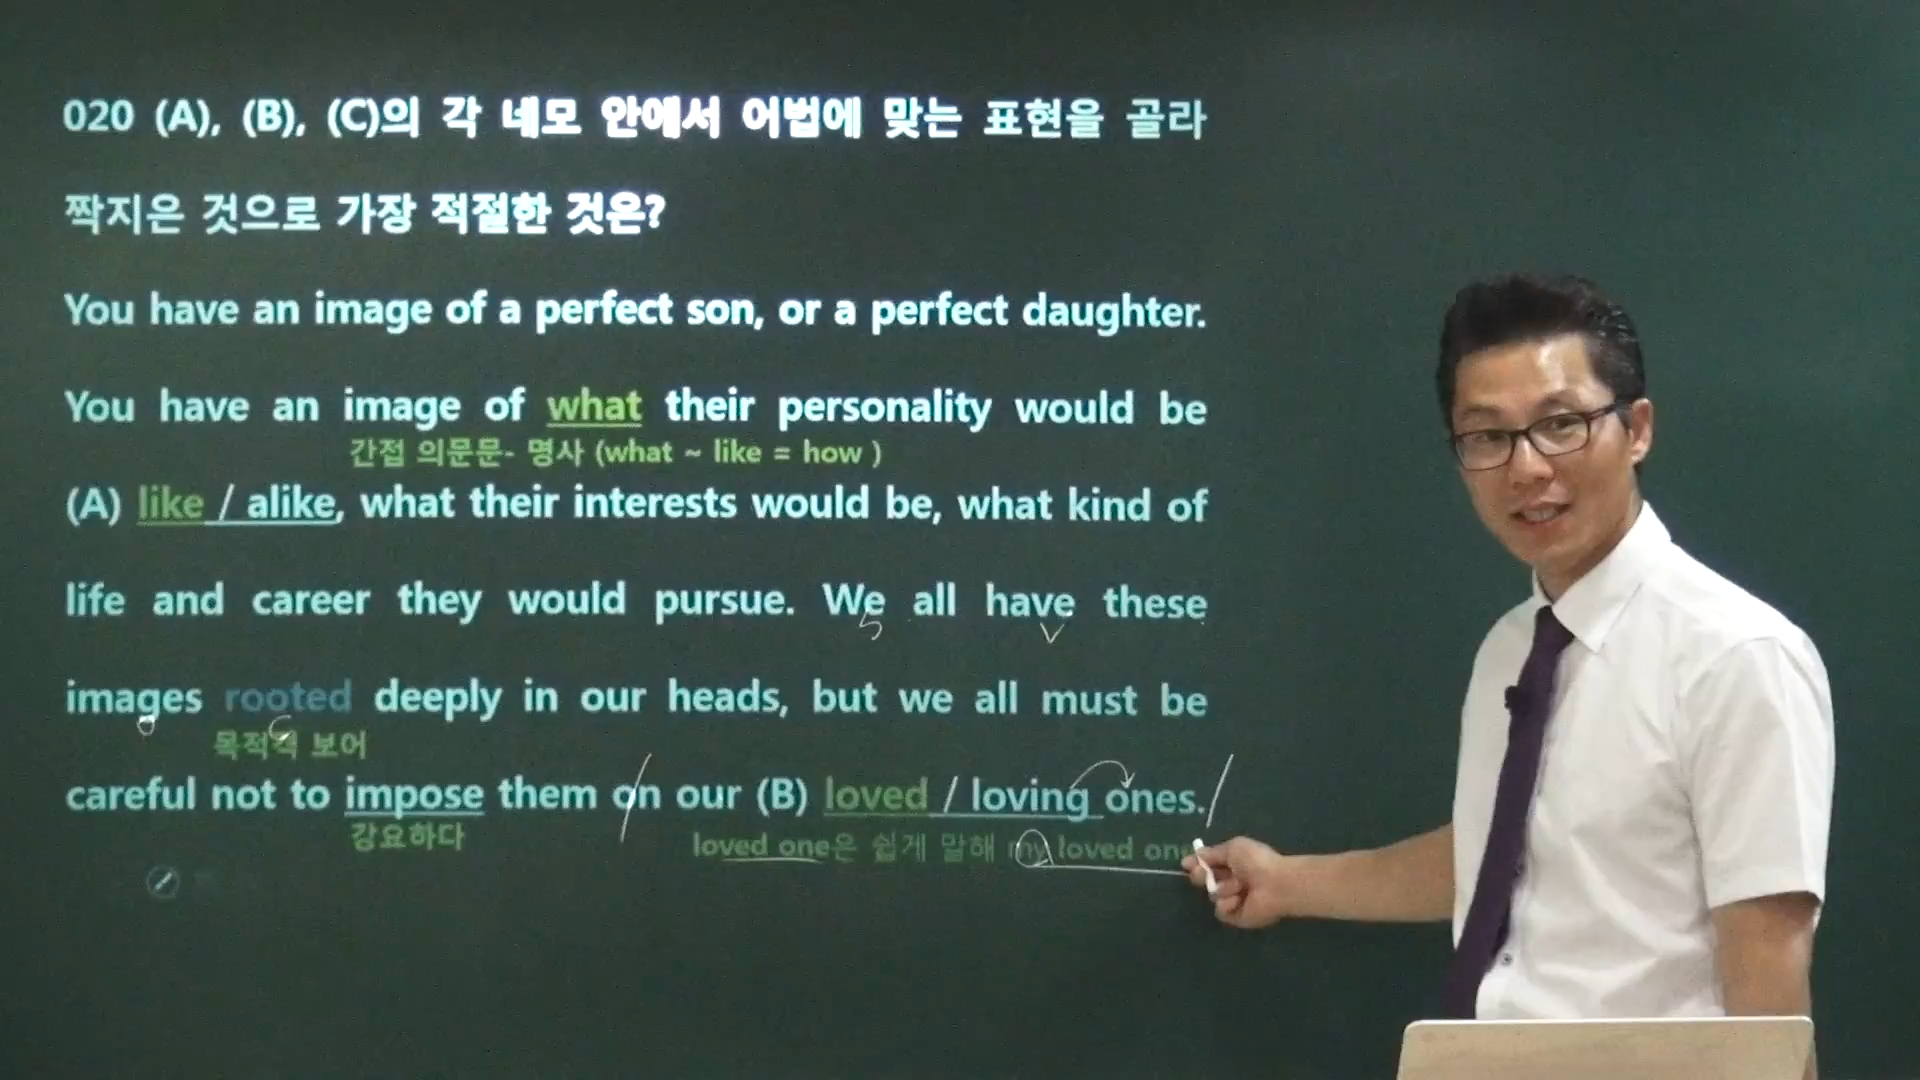 020 (A), (B), (C)의 각 네모 안에서 어법에 맞는 표현을 골라
짝지은 것으로 가장 적절한 것은?
You have an image of a perfect son, or a perfect daughter.
You have an image of what their personality would be
간접 의문문- 명사 (what ~ like = how )
(A) like / alike, what their interests would be, what kind of
life and career they would pursue. We all have these
S V
images rooted deeply in our heads, but we all must be
목적격 보어
careful not to impose them on our (B) loved / loving ones.
강요하다 loved one은 쉽게 말해 my loved one